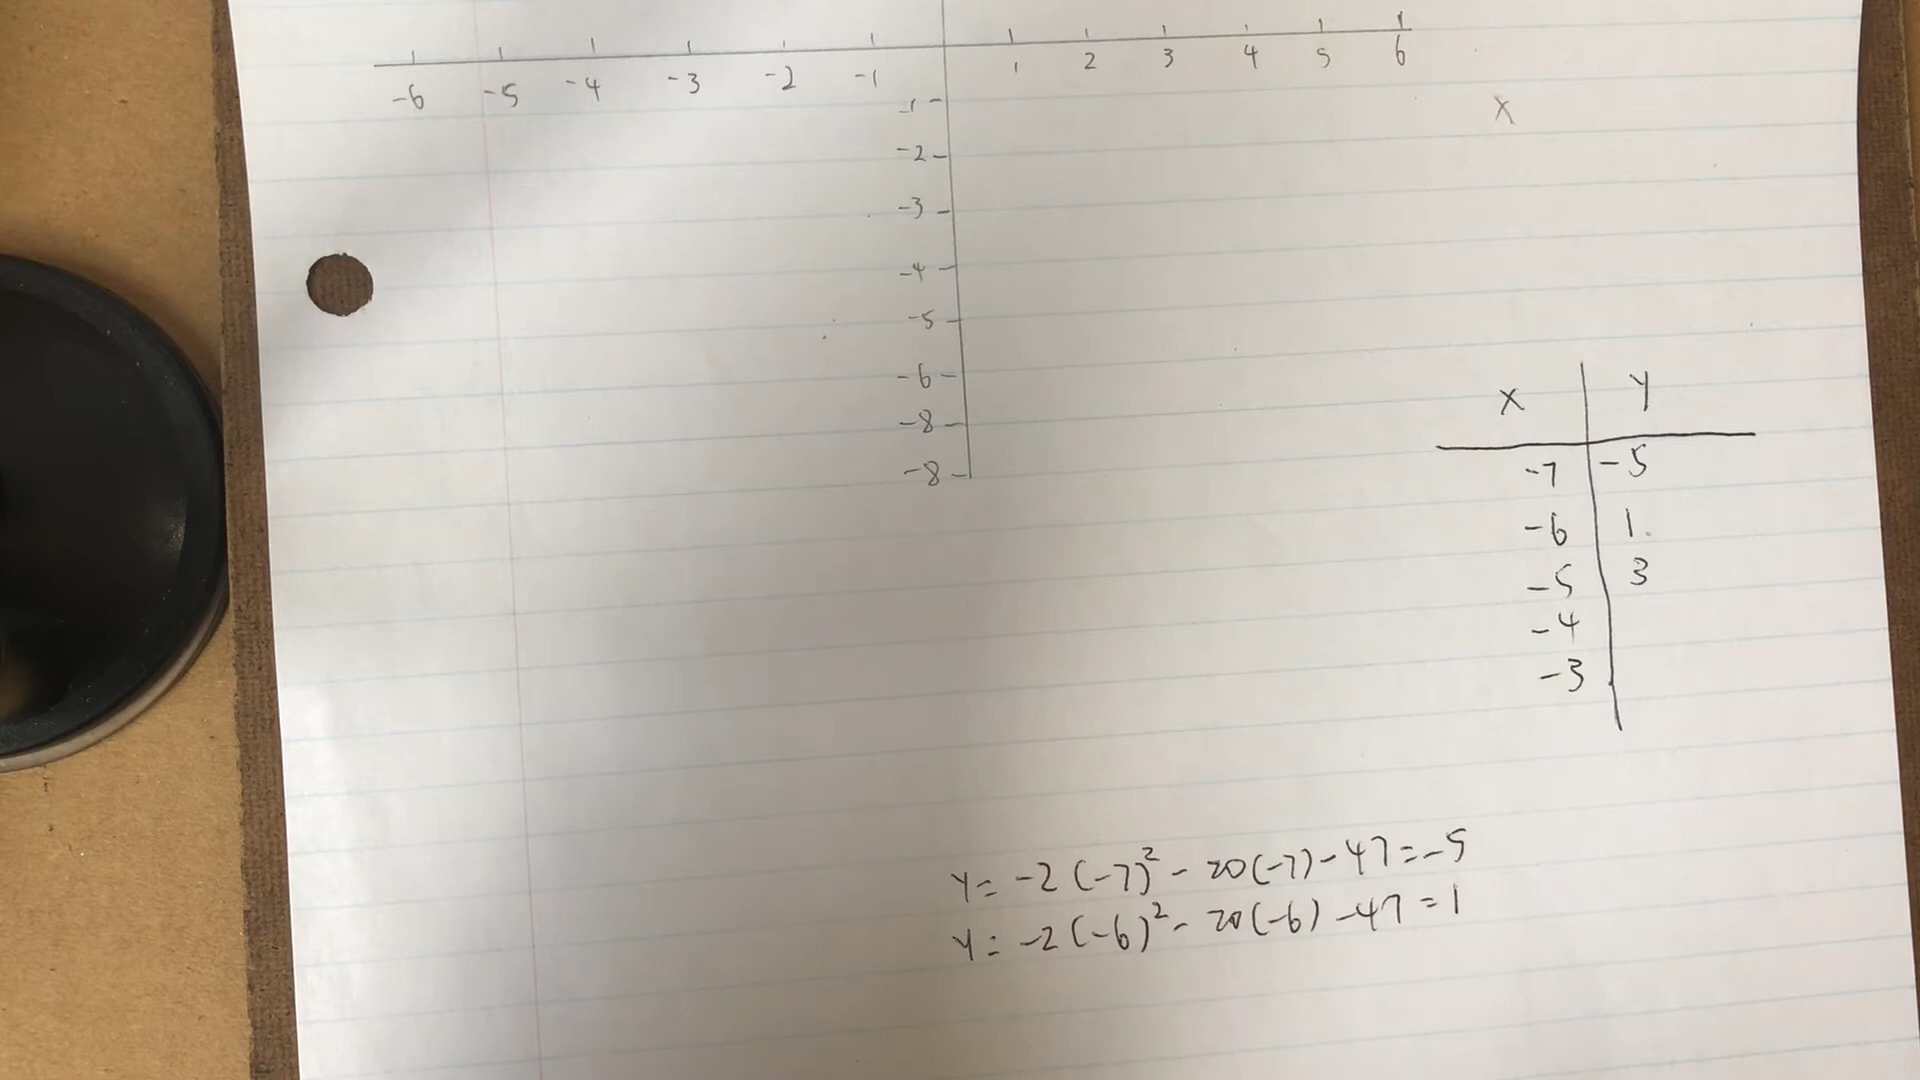 -6 -5 -4 -3 -2 -1 1 2 3 4 5 6
-1
x
-2
-3
-4
-5
-6
-8
-8
x y
-7 -5
-6 1.
-5 3
-4
-3
y = -2(-7)² - 20(-7) - 47 = -5
y = -2(-6)² - 20(-6) - 47 = 1